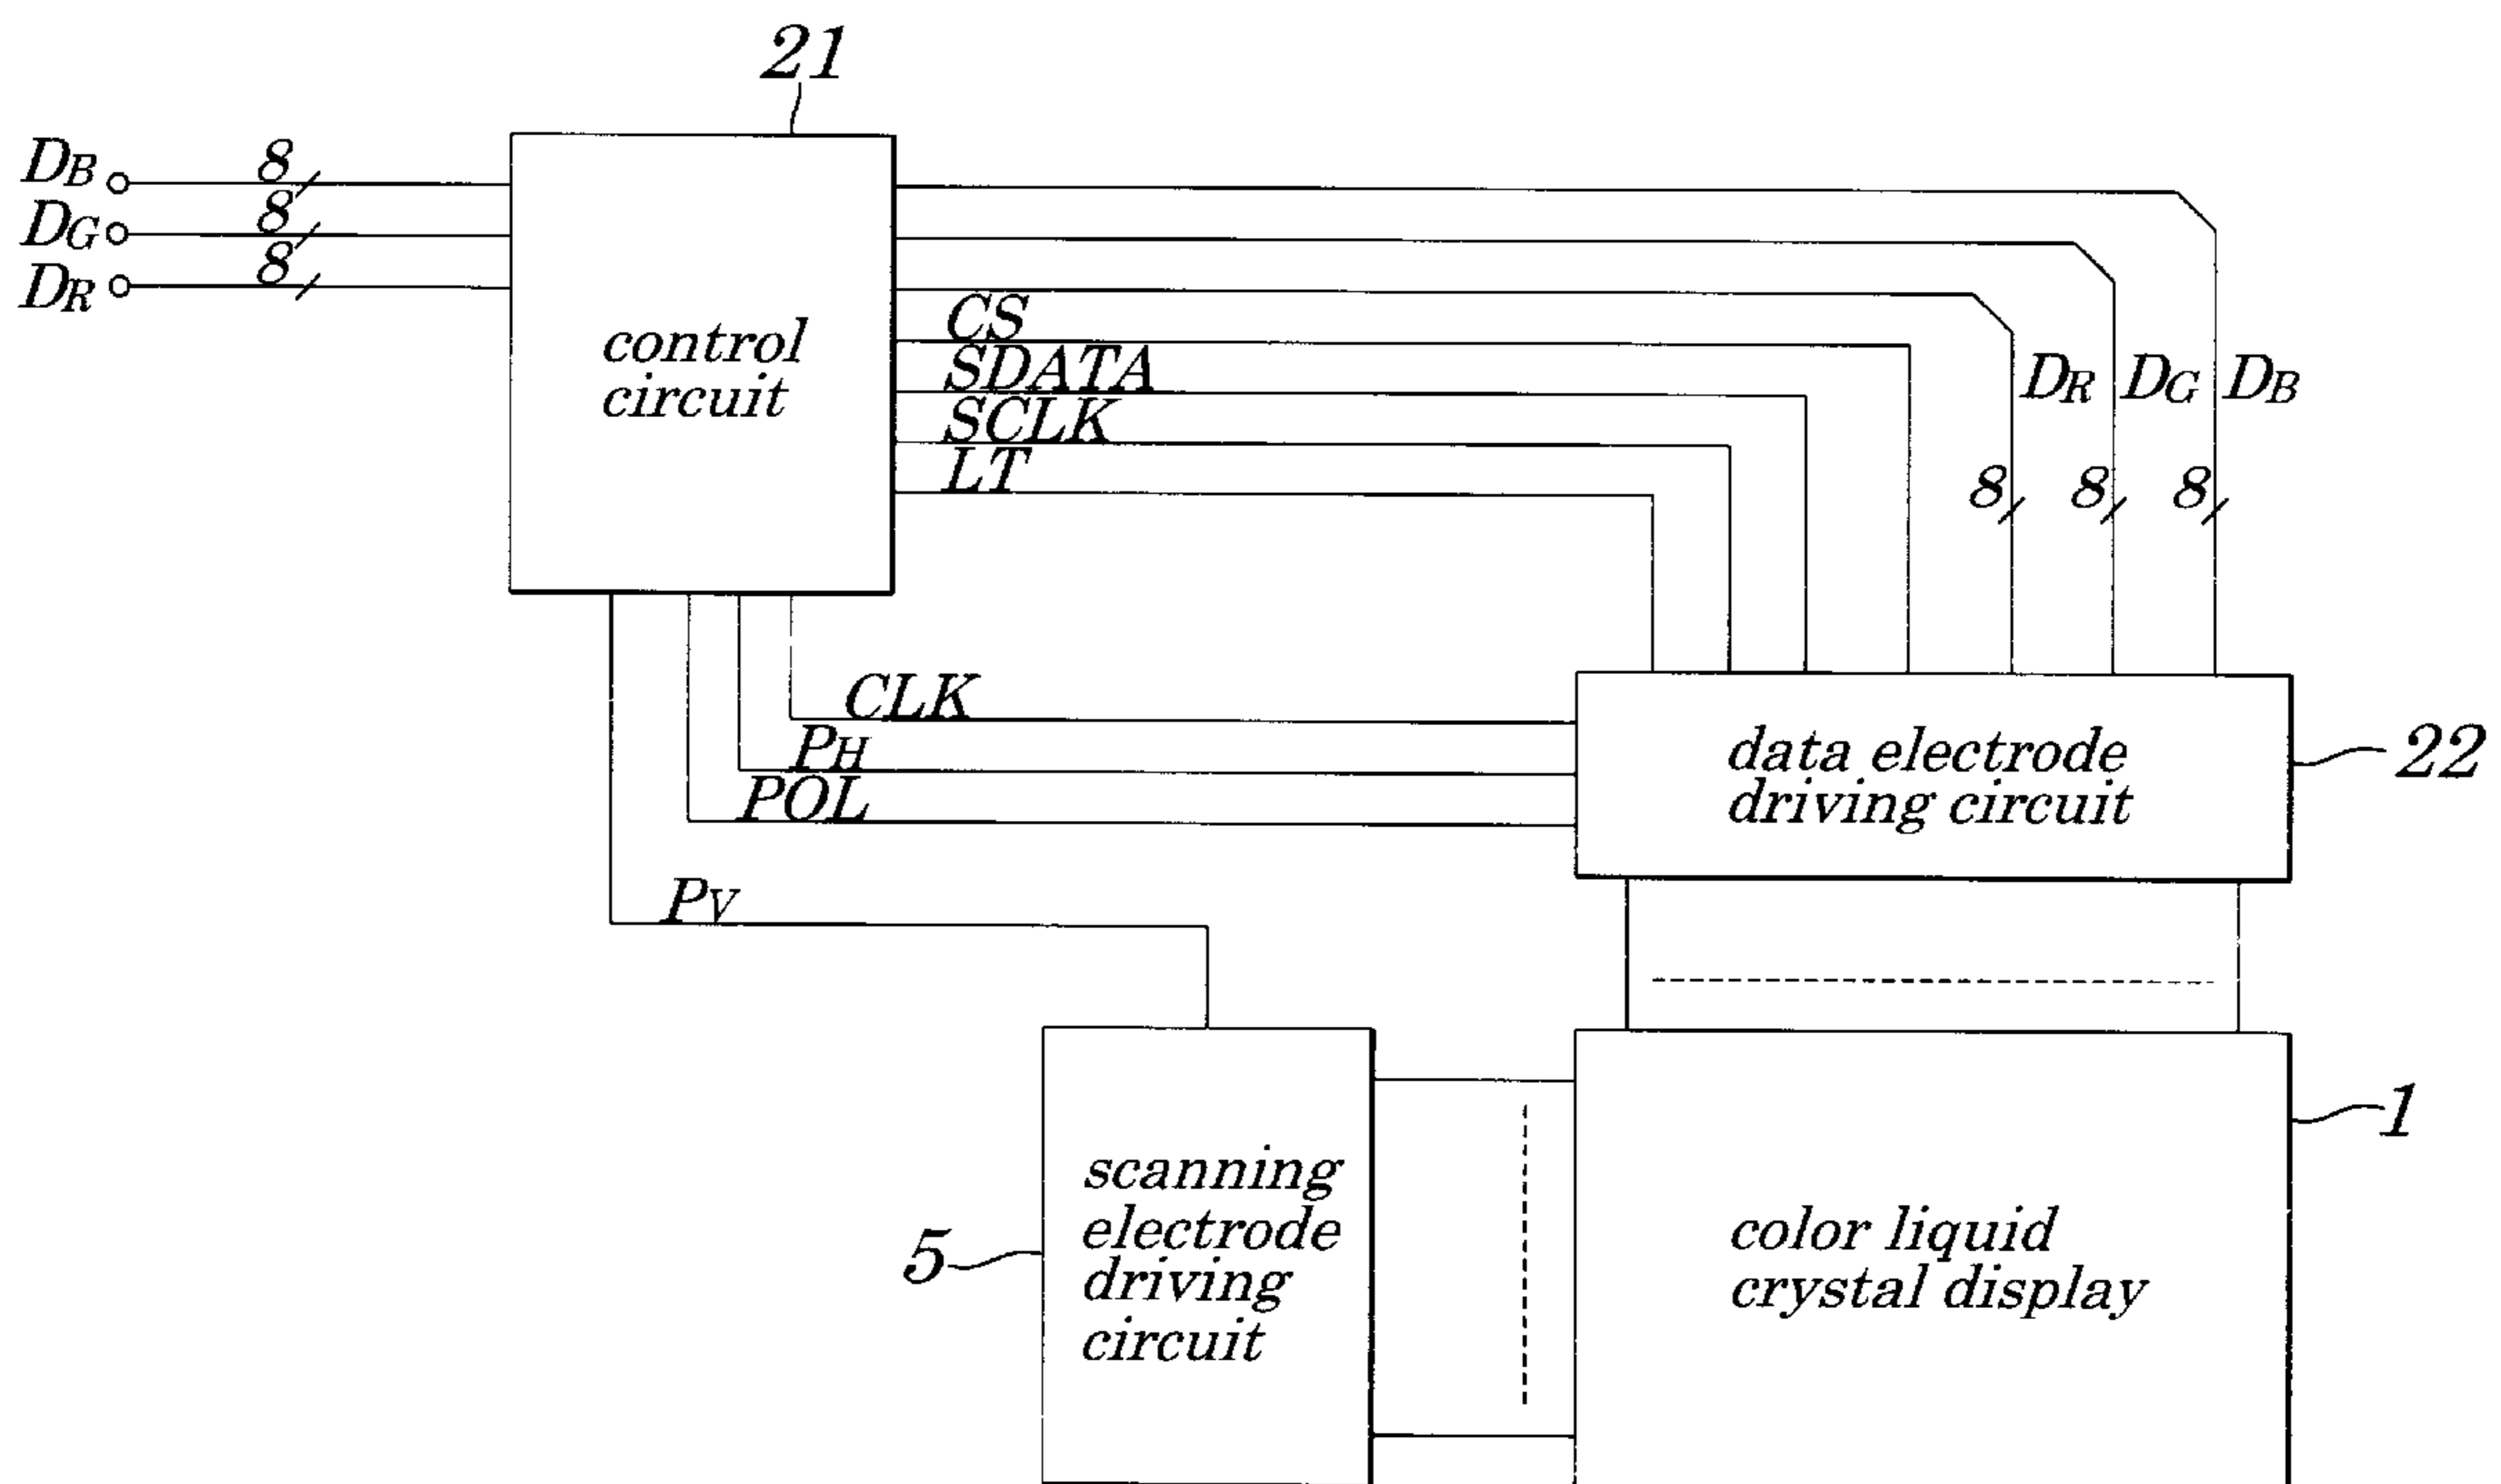 21
DB 8
DG 8
DR 8
control
circuit
CS
SDATA
SCLK
LT
DR DG DB
8 8 8
CLK
PH
POL
PV
data electrode
driving circuit
22
scanning
electrode
driving
circuit
5
color liquid
crystal display
1